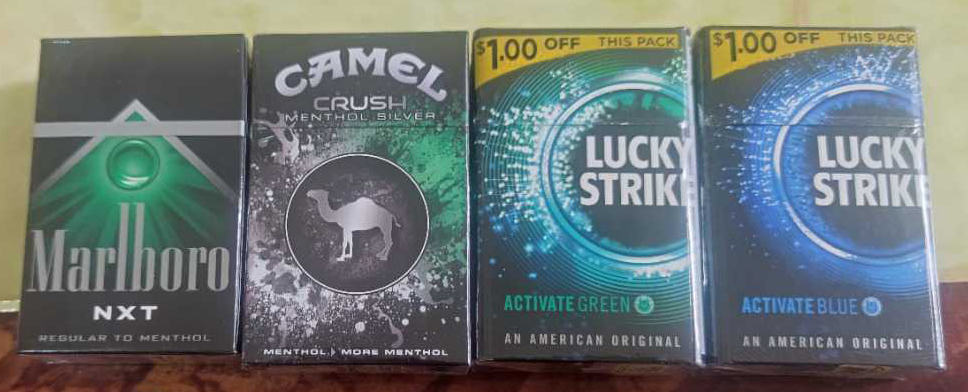 Marlboro
NXT
REGULAR TO MENTHOL
CAMEL
CRUSH
MENTHOL SILVER
MENTHOL › MORE MENTHOL
$1.00 OFF THIS PACK
LUCKY
STRIKE
ACTIVATE GREEN
AN AMERICAN ORIGINAL
$1.00 OFF THIS PACK
LUCKY
STRIKE
ACTIVATE BLUE
AN AMERICAN ORIGINAL